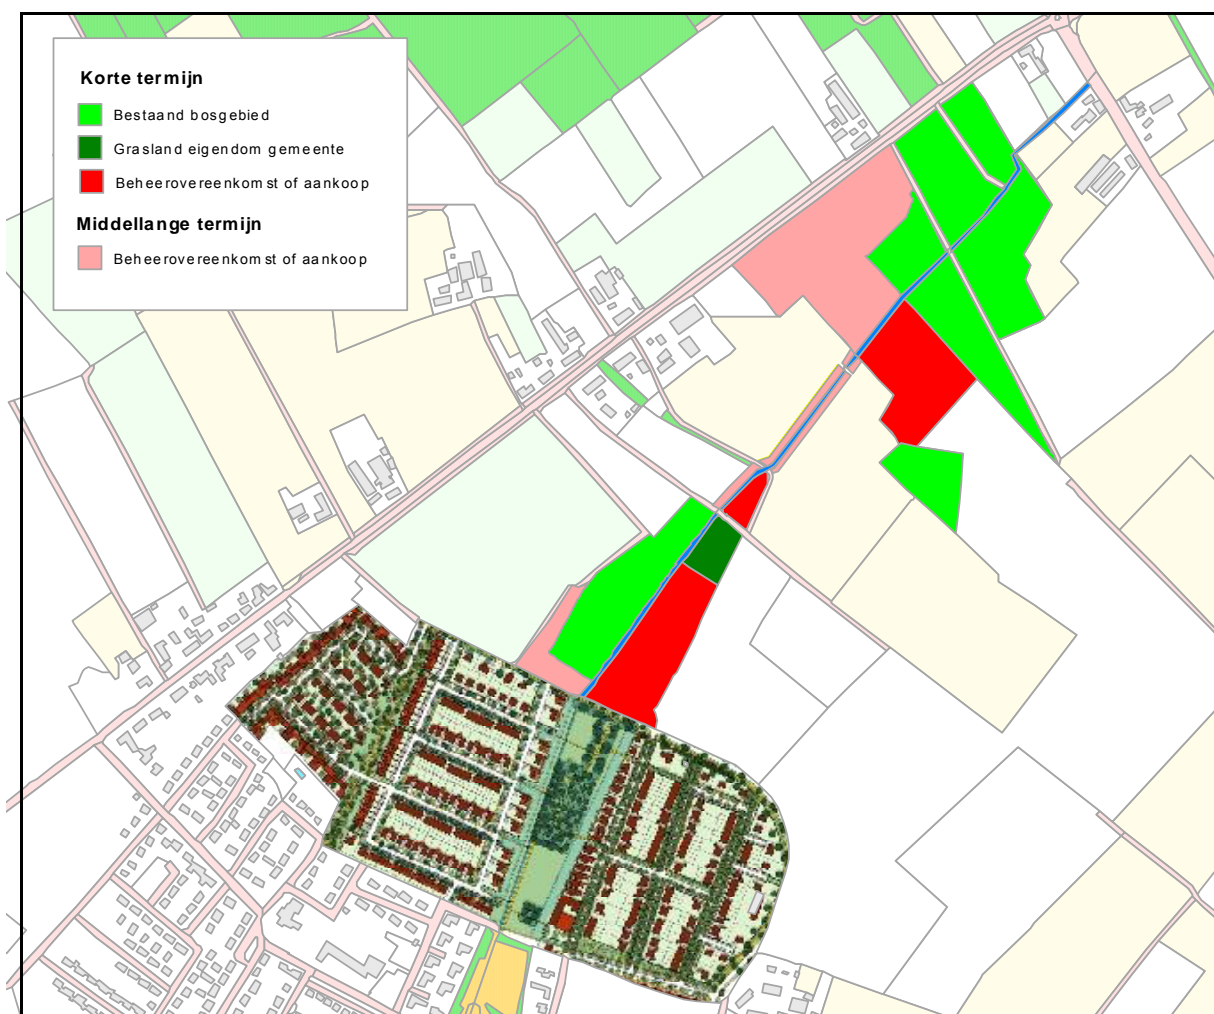 Korte termijn
Bestaand bosgebied
Grasland eigendom gemeente
Beheerovereenkomst of aankoop
Middellange termijn
Beheerovereenkomst of aankoop